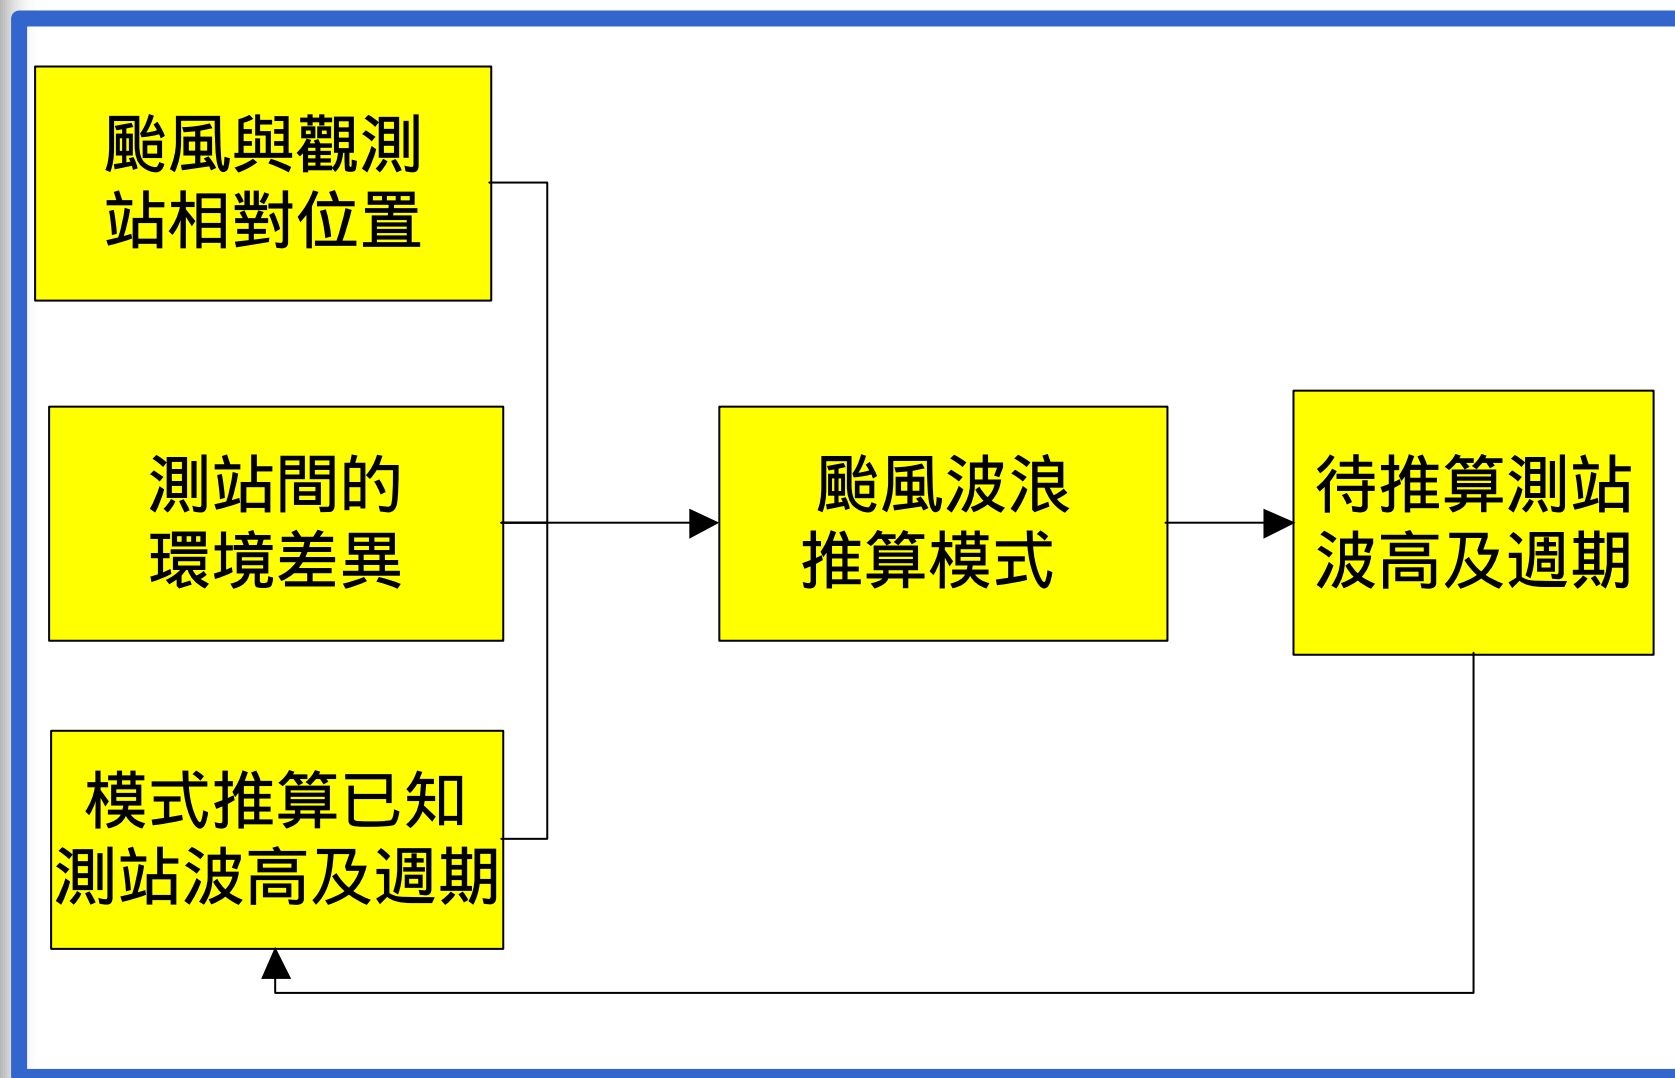 颱風與觀測
站相對位置
測站間的
環境差異
模式推算已知
測站波高及週期
颱風波浪
推算模式
待推算測站
波高及週期